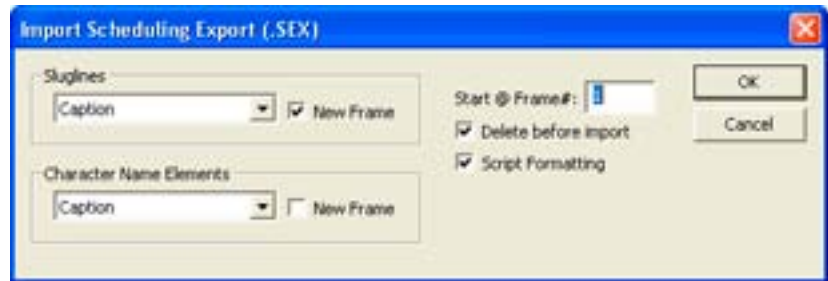 Import Scheduling Export (.SEX)
Sluglines
Caption
New Frame
Character Name Elements
Caption
New Frame
Start @ Frame#: 1
Delete before import
Script Formatting
OK
Cancel